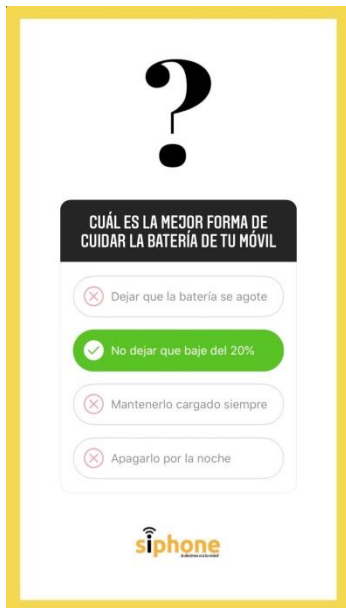 ?
CUÁL ES LA MEJOR FORMA DE
CUIDAR LA BATERÍA DE TU MÓVIL
Dejar que la batería se agote
No dejar que baje del 20%
Mantenerlo cargado siempre
Apagarlo por la noche
siphone